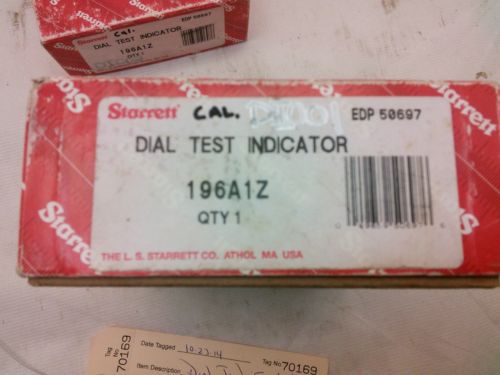 Starrett Cal. EDP 50697
DIAL TEST INDICATOR
196A1Z
QTY 1
Starrett CAL. EDP 50697
DIAL TEST INDICATOR
196A1Z
QTY 1
THE L. S. STARRETT CO. ATHOL MA USA
Starrett
Tag No 70169
Date Tagged 10-23-14
Tag No 70169
Item Description Dial